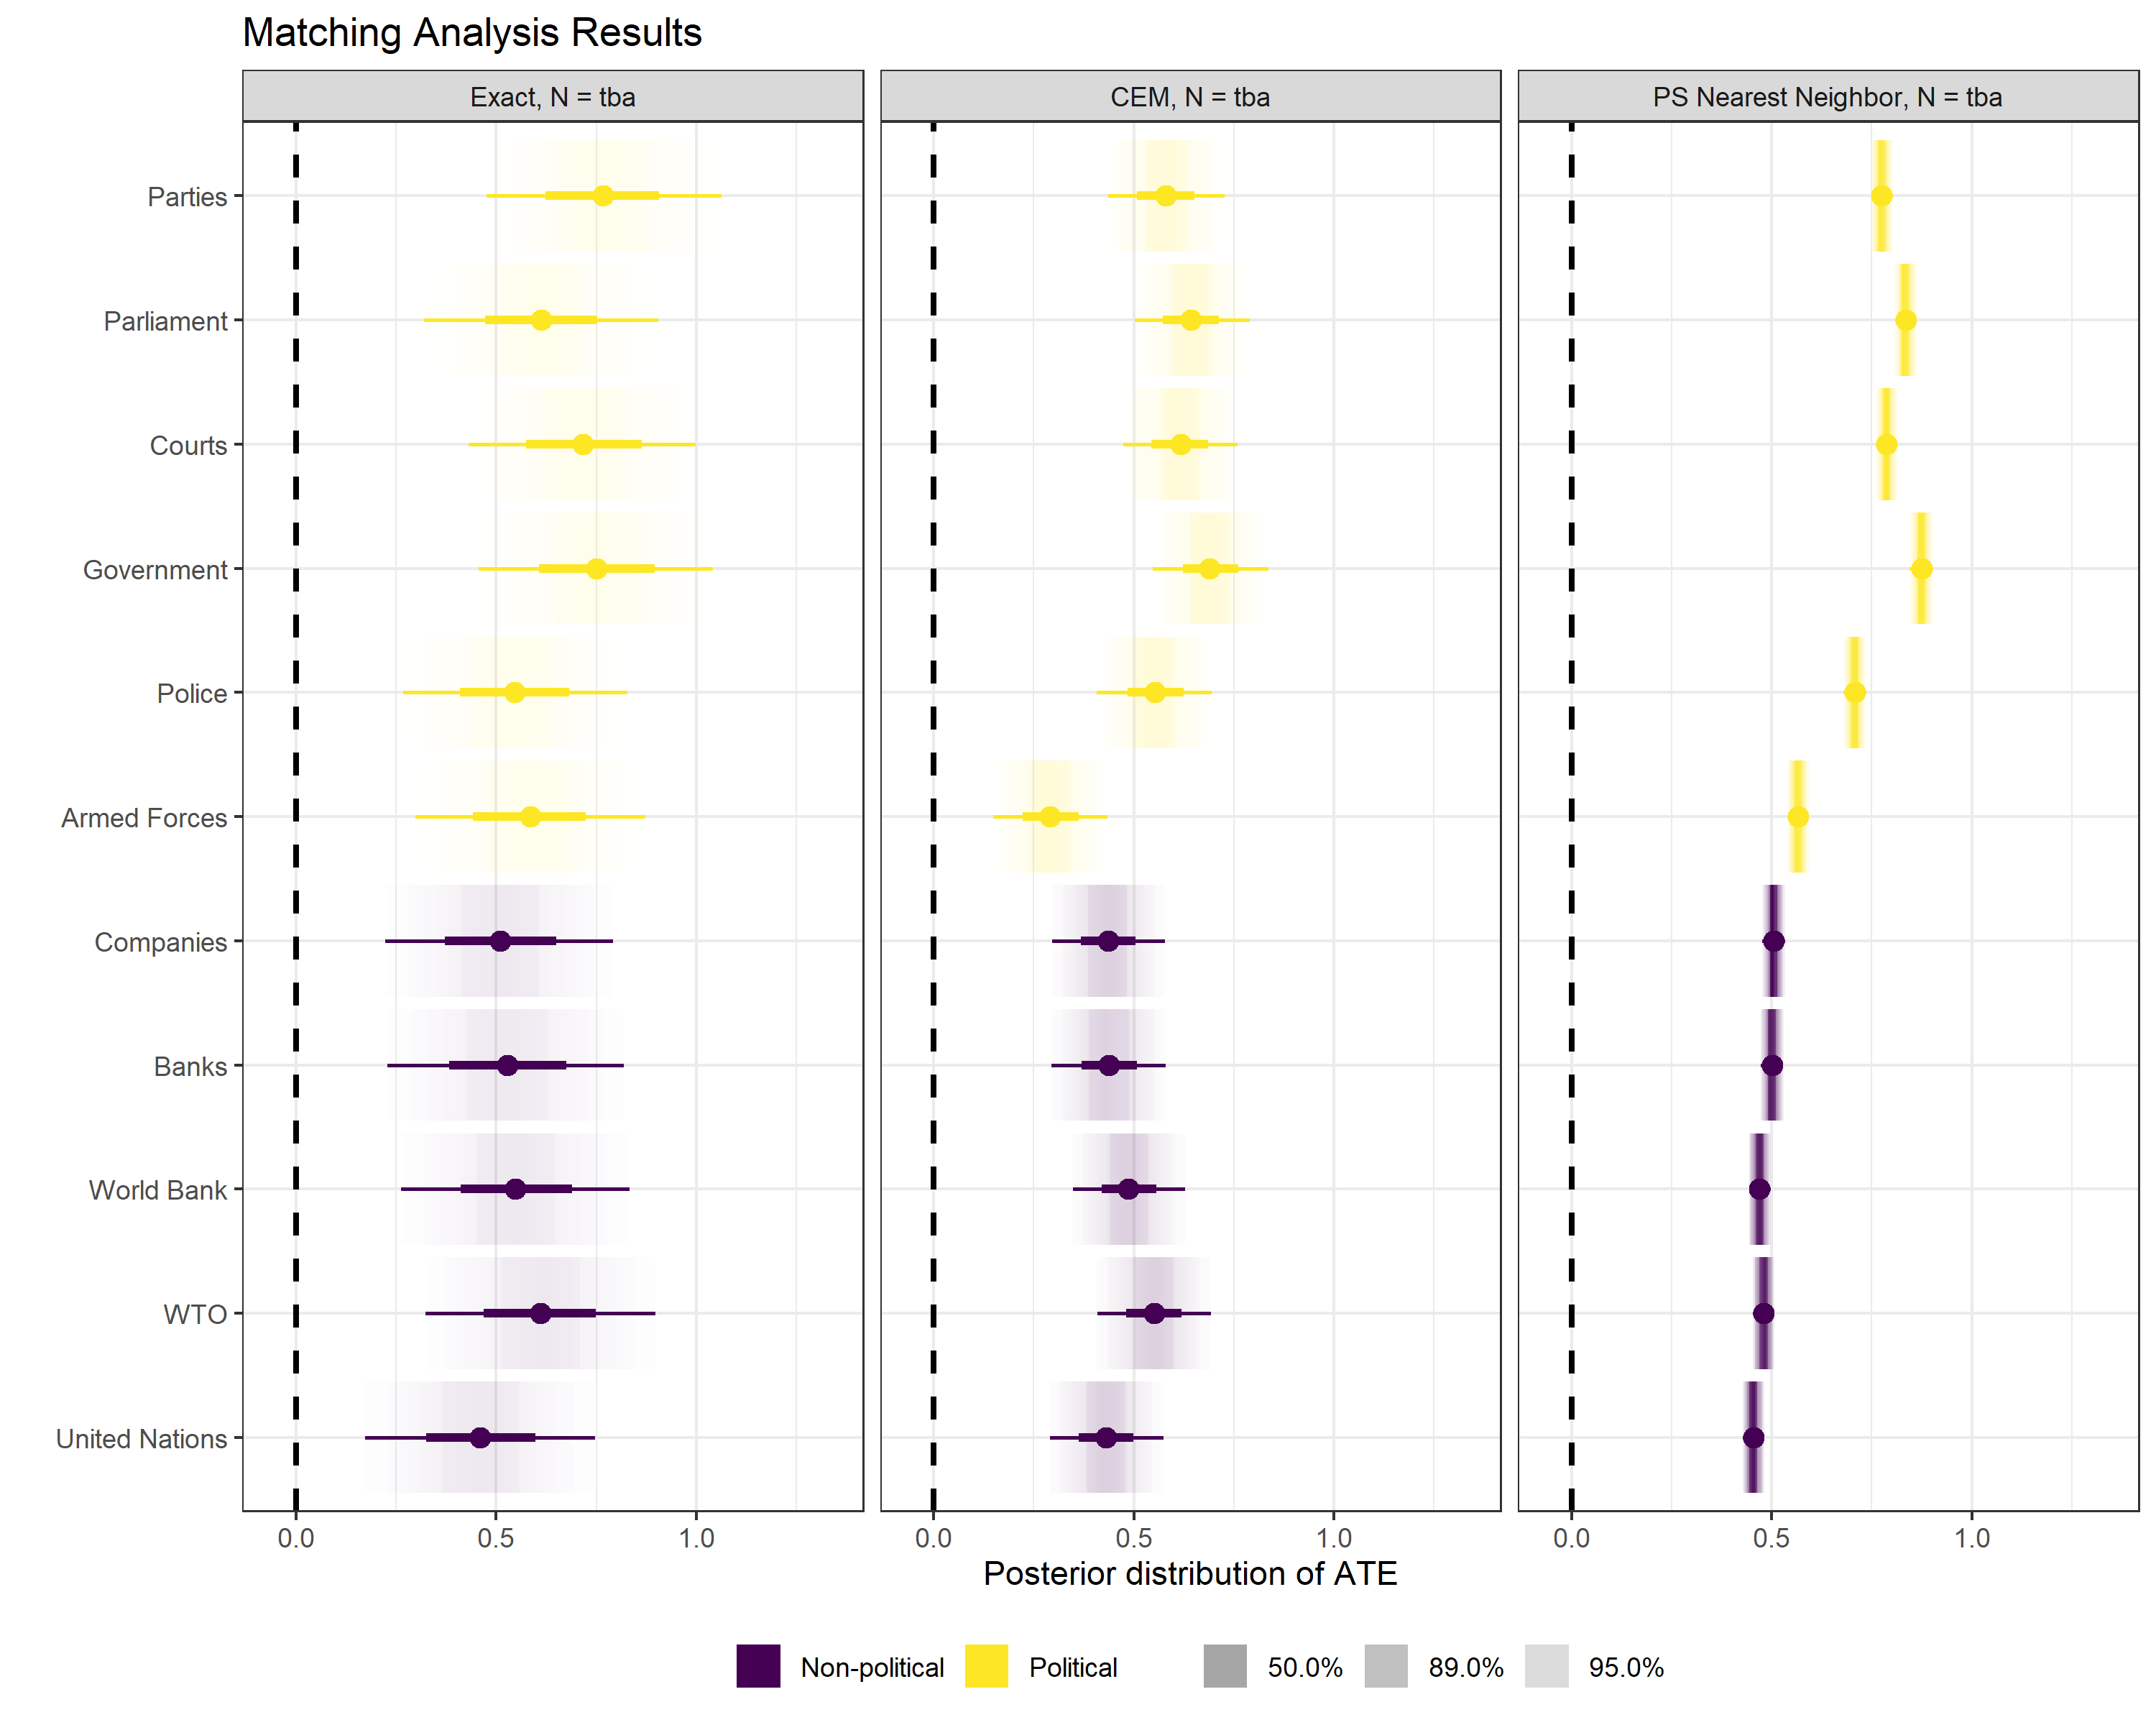 Matching Analysis Results
Exact, N = tba
CEM, N = tba
PS Nearest Neighbor, N = tba
Parties
Parliament
Courts
Government
Police
Armed Forces
Companies
Banks
World Bank
WTO
United Nations
0.0 0.5 1.0
0.0 0.5 1.0
0.0 0.5 1.0
Posterior distribution of ATE
Non-political Political 50.0% 89.0% 95.0%